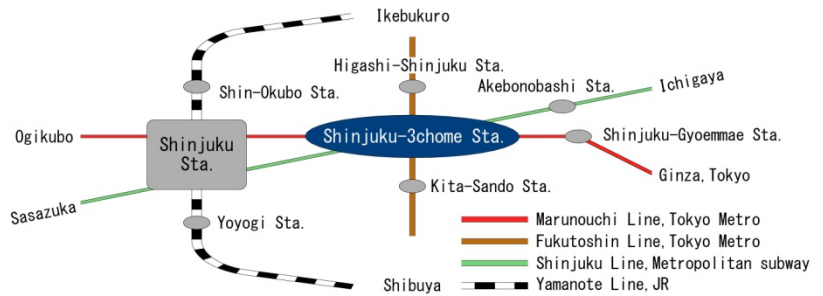 Ikebukuro
Higashi-Shinjuku Sta.
Akebonobashi Sta.
Ichigaya
Shin-Okubo Sta.
Ogikubo
Shinjuku
Sta.
Shinjuku-3chome Sta.
Shinjuku-Gyoemmae Sta.
Ginza, Tokyo
Kita-Sando Sta.
Sasazuka
Yoyogi Sta.
Shibuya
Marunouchi Line, Tokyo Metro
Fukutoshin Line, Tokyo Metro
Shinjuku Line, Metropolitan subway
Yamanote Line, JR